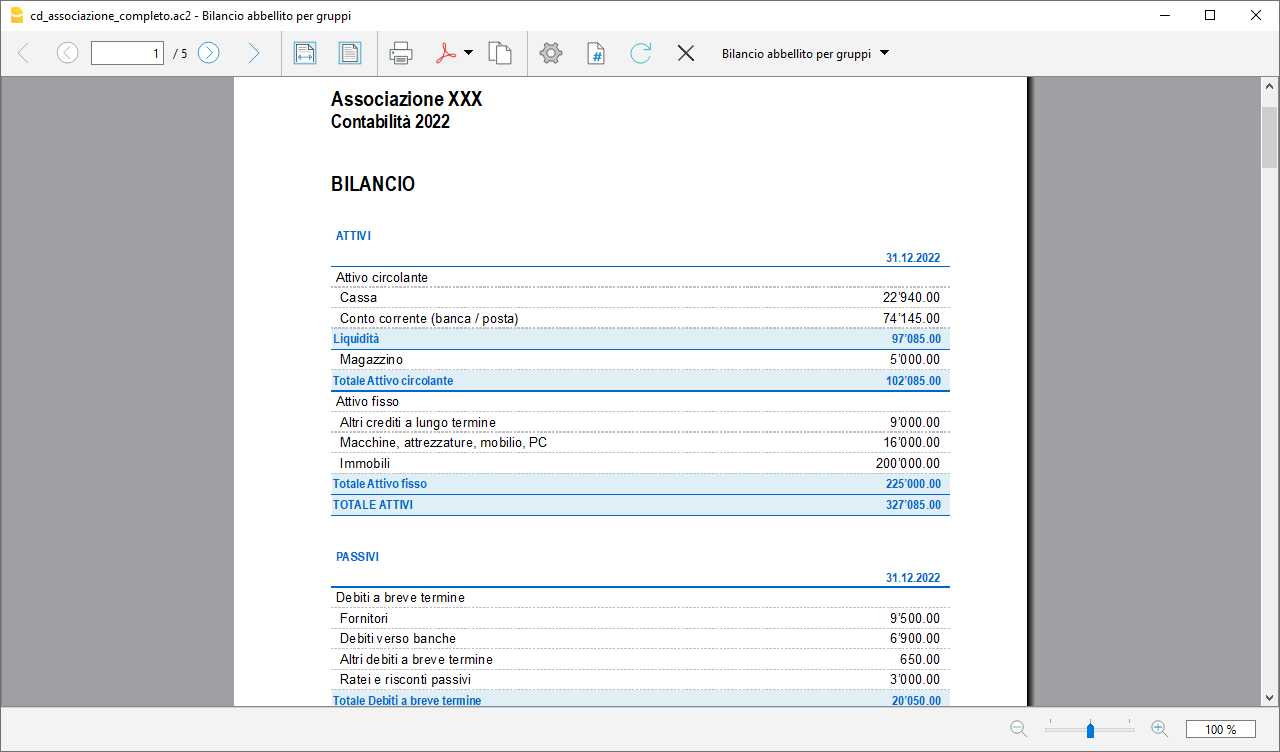 cd_associazione_completo.ac2 - Bilancio abbellito per gruppi
1 / 5 # Bilancio abbellito per gruppi
Associazione XXX
Contabilità 2022
BILANCIO
ATTIVI
31.12.2022
Attivo circolante
Cassa 22'940.00
Conto corrente (banca / posta) 74'145.00
Liquidità 97'085.00
Magazzino 5'000.00
Totale Attivo circolante 102'085.00
Attivo fisso
Altri crediti a lungo termine 9'000.00
Macchine, attrezzature, mobilio, PC 16'000.00
Immobili 200'000.00
Totale Attivo fisso 225'000.00
TOTALE ATTIVI 327'085.00
PASSIVI
31.12.2022
Debiti a breve termine
Fornitori 9'500.00
Debiti verso banche 6'900.00
Altri debiti a breve termine 650.00
Ratei e risconti passivi 3'000.00
Totale Debiti a breve termine 20'050.00
100 %